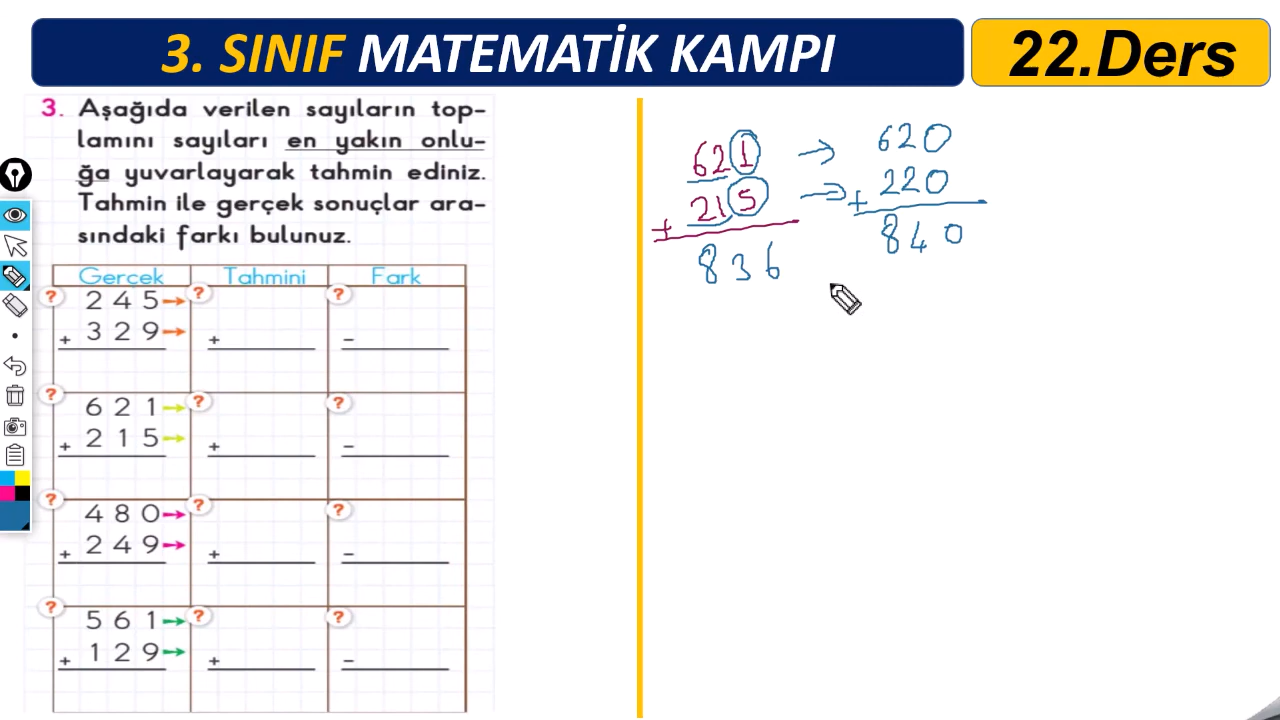 3. SINIF MATEMATİK KAMPI
22.Ders
3. Aşağıda verilen sayıların top-
lamını sayıları en yakın onlu-
ğa yuvarlayarak tahmin ediniz.
Tahmin ile gerçek sonuçlar ara-
sındaki farkı bulunuz.
Gerçek Tahmini Fark
? 245 ? ?
+ 329 + −
? 621 ? ?
+ 215 + −
? 480 ? ?
+ 249 + −
? 561 ? ?
+ 129 + −
621 → 620
215 → 220
+ +
836 840